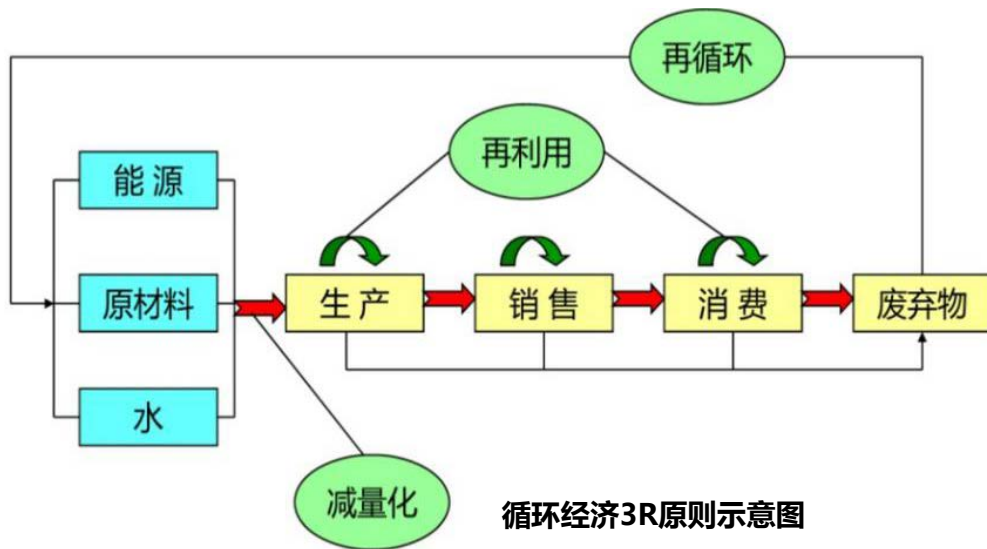 再循环
再利用
能 源
原材料
生 产
销 售
消 费
废弃物
水
减量化
循环经济3R原则示意图